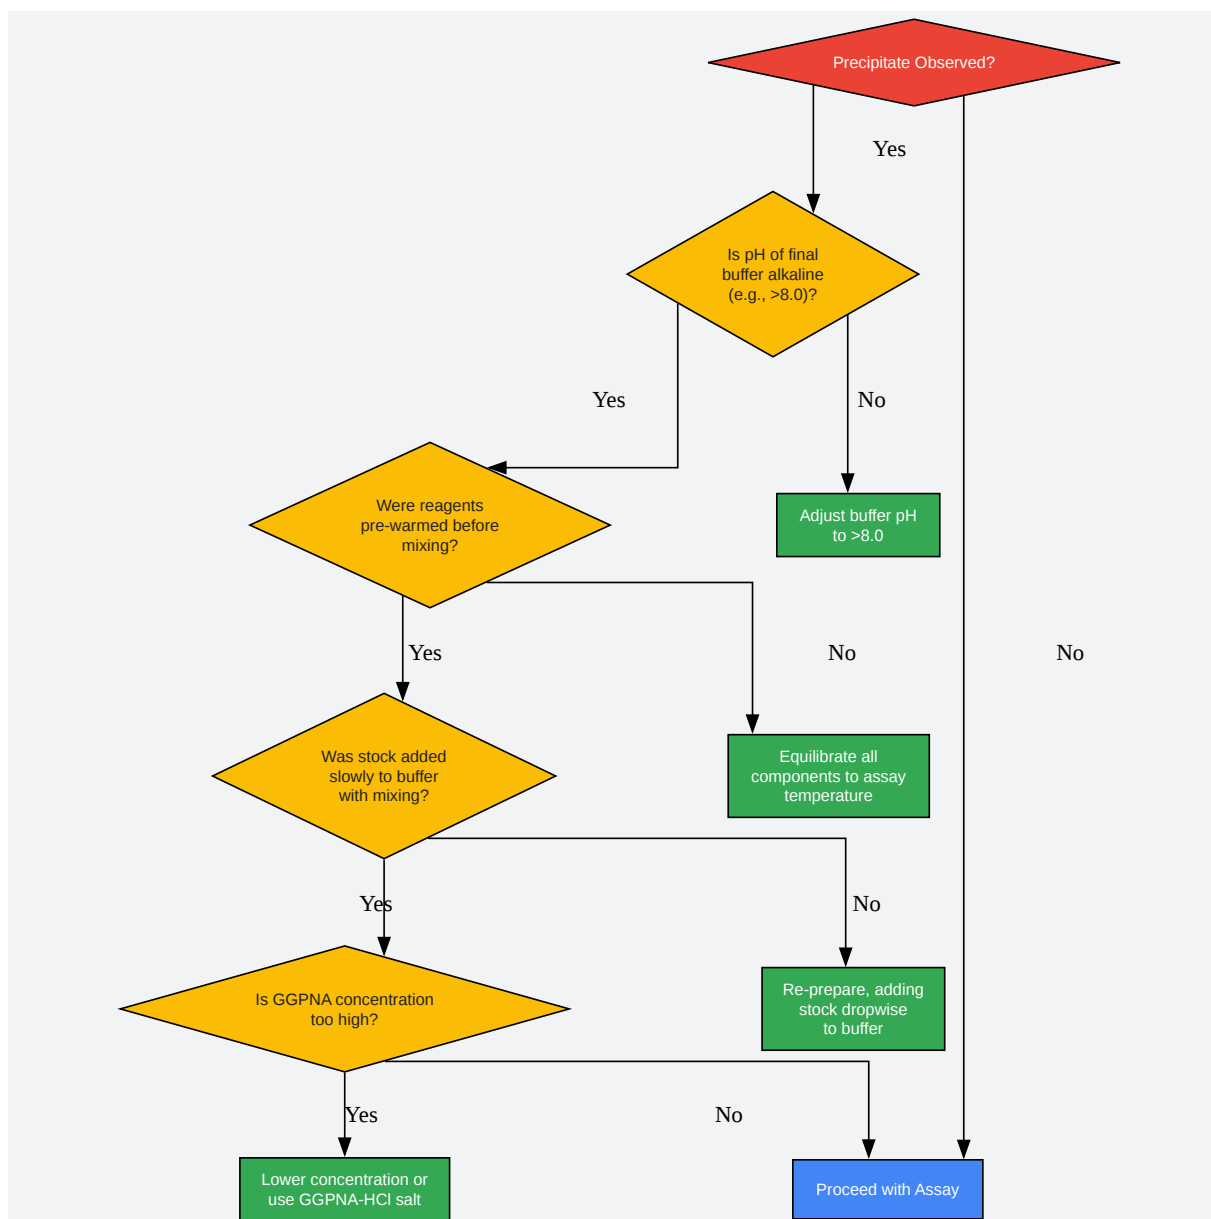 Precipitate Observed?
Yes
Is pH of final
buffer alkaline
(e.g., >8.0)?
Yes
No
Were reagents
pre-warmed before
mixing?
Adjust buffer pH
to >8.0
Yes
No
No
Was stock added
slowly to buffer
with mixing?
Equilibrate all
components to assay
temperature
Yes
No
Is GGPNA concentration
too high?
Re-prepare, adding
stock dropwise
to buffer
Yes
No
Lower concentration or
use GGPNA-HCl salt
Proceed with Assay